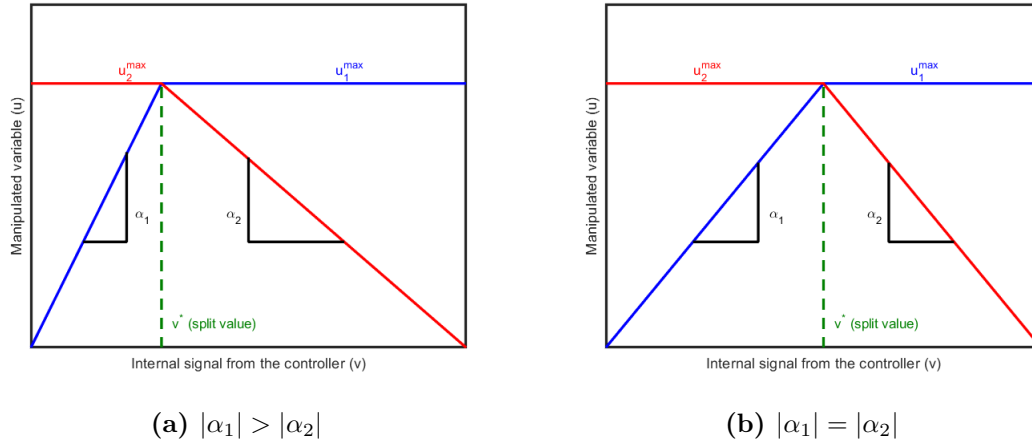 Manipulated variable (u)
u₂ᵐᵃˣ
u₁ᵐᵃˣ
α₁
α₂
v* (split value)
Internal signal from the controller (v)
(a) |α₁| > |α₂|
Manipulated variable (u)
u₂ᵐᵃˣ
u₁ᵐᵃˣ
α₁
α₂
v* (split value)
Internal signal from the controller (v)
(b) |α₁| = |α₂|